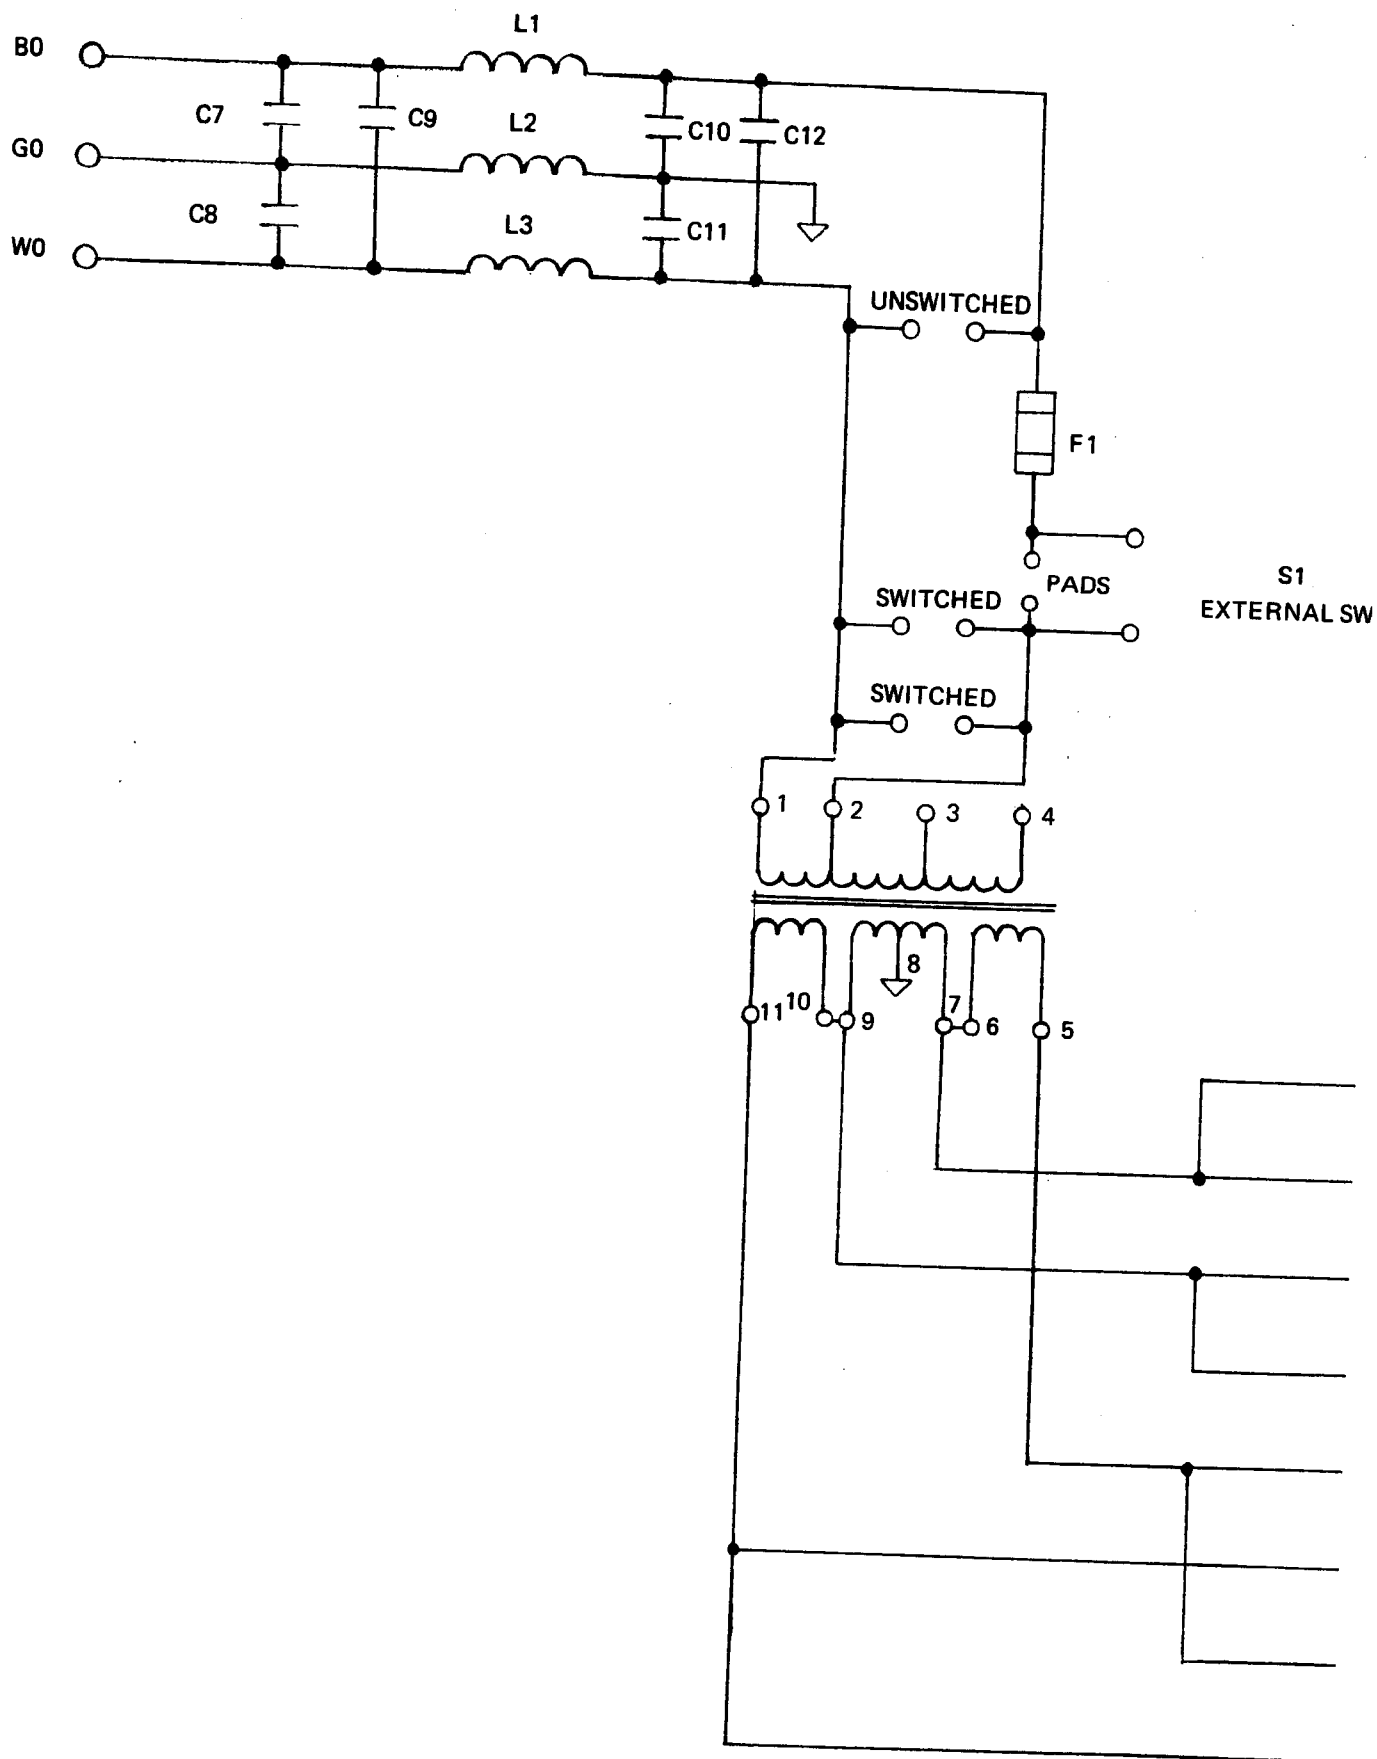 L1
B0
C7
C9
L2
C10
C12
G0
C8
L3
C11
W0
UNSWITCHED
F1
S1
PADS
SWITCHED
EXTERNAL SW
SWITCHED
1
2
3
4
8
11
10
9
7
6
5